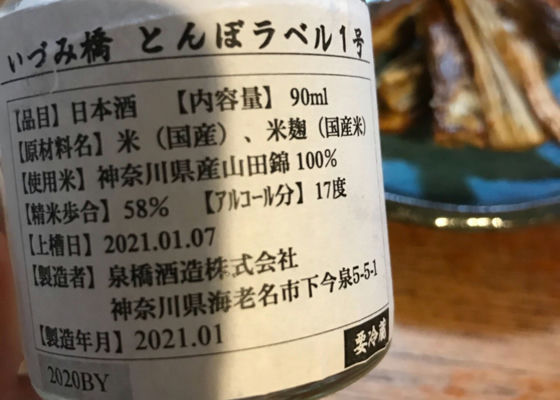 いづみ橋 とんぼラベル1号
【品目】日本酒 【内容量】 90ml
【原材料名】米（国産）、米麹（国産米）
【使用米】神奈川県産山田錦 100%
【精米歩合】58% 【アルコール分】17度
【上槽日】2021.01.07
【製造者】泉橋酒造株式会社
神奈川県海老名市下今泉5-5-1
【製造年月】2021.01
要冷蔵
2020BY